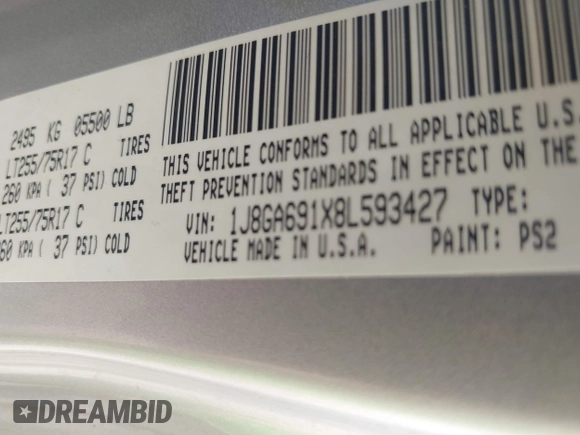 2495 KG 05500 LB
LT255/75R17 C TIRES
260 KPA ( 37 PSI) COLD
LT255/75R17 C TIRES
60 KPA ( 37 PSI) COLD
THIS VEHICLE CONFORMS TO ALL APPLICABLE U.S.
THEFT PREVENTION STANDARDS IN EFFECT ON THE
VIN: 1J8GA691X8L593427 TYPE:
VEHICLE MADE IN U.S.A. PAINT: PS2
DREAMBID